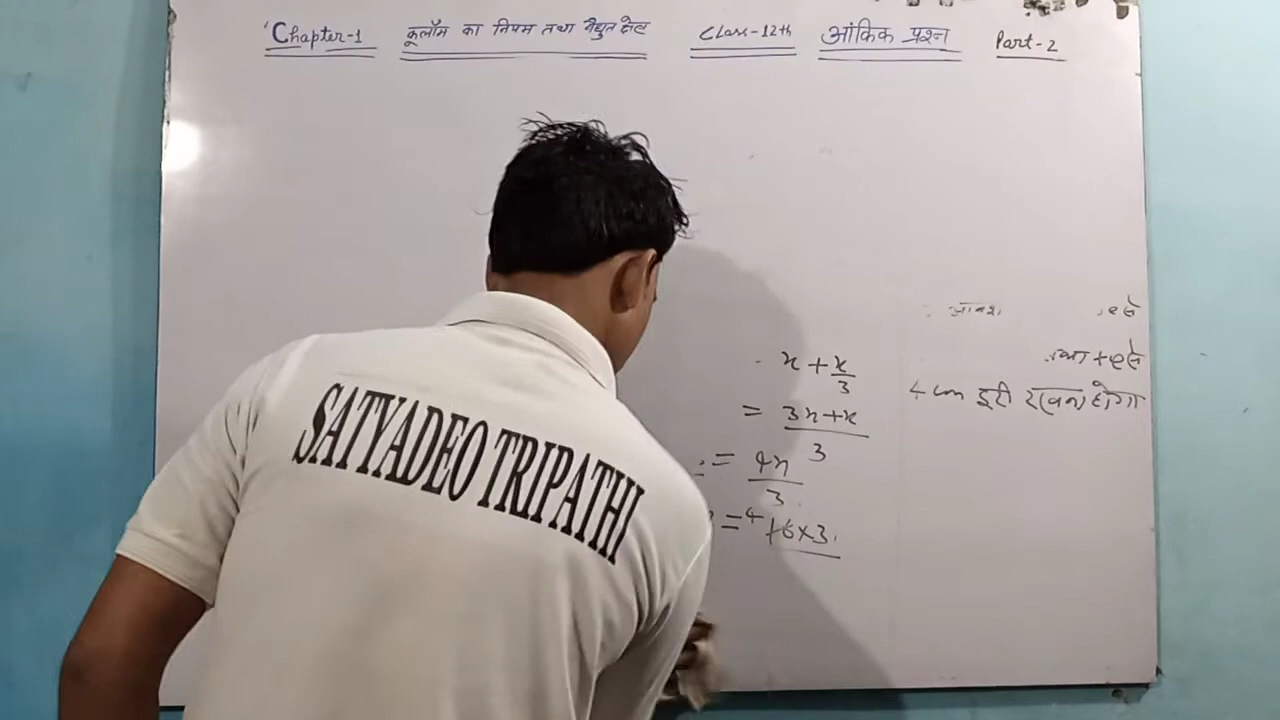 Chapter-1 कूलॉम का नियम तथा वैद्युत क्षेत्र Class-12th आंकिक प्रश्न Part-2
SATYADEO TRIPATHI
x + x/3
= 3x+x/3
= 4x/3
= 16×3
4 cm दूरी रखना होगा